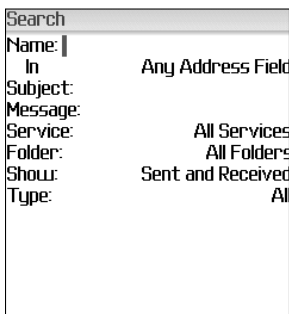 Search
Name:
In Any Address Field
Subject:
Message:
Service: All Services
Folder: All Folders
Show: Sent and Received
Type: All